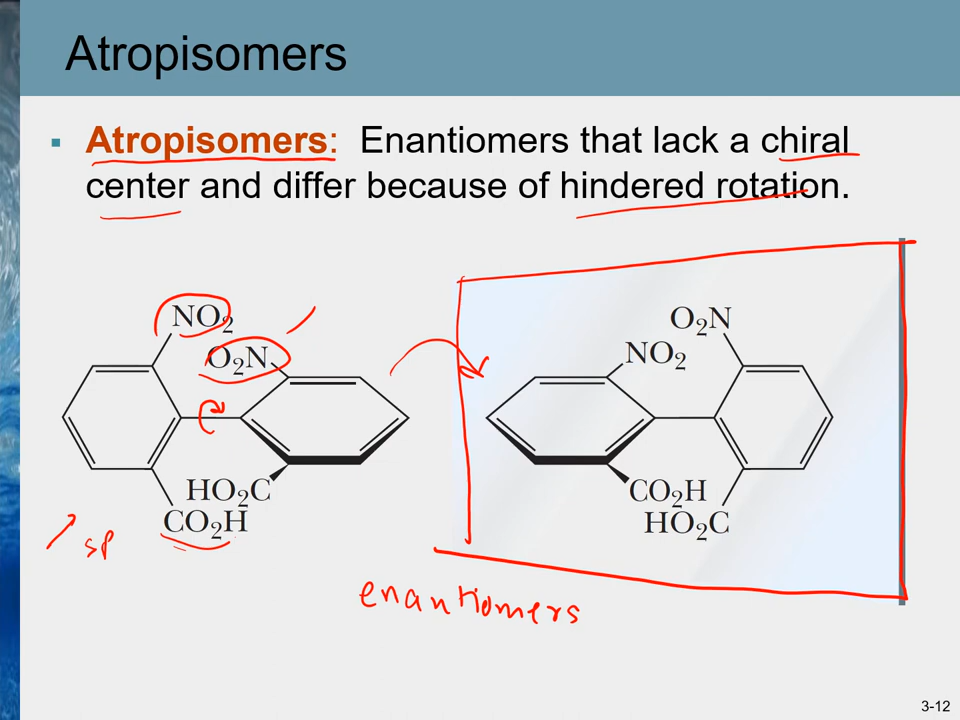 Atropisomers
▪ Atropisomers: Enantiomers that lack a chiral
center and differ because of hindered rotation.
NO2
O2N
HO2C
CO2H
O2N
NO2
CO2H
HO2C
sp
enantiomers
3-12